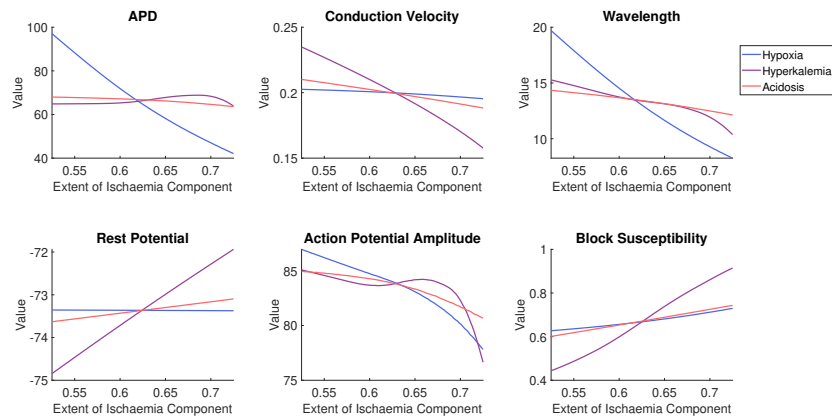 APD
Conduction Velocity
Wavelength
100
80
60
40
Value
0.55
0.6
0.65
0.7
Extent of Ischaemia Component
0.25
0.2
0.15
Value
0.55
0.6
0.65
0.7
Extent of Ischaemia Component
20
15
10
Value
0.55
0.6
0.65
0.7
Extent of Ischaemia Component
Hypoxia
Hyperkalemia
Acidosis
Rest Potential
Action Potential Amplitude
Block Susceptibility
-72
-73
-74
-75
Value
0.55
0.6
0.65
0.7
Extent of Ischaemia Component
85
80
75
Value
0.55
0.6
0.65
0.7
Extent of Ischaemia Component
1
0.8
0.6
0.4
Value
0.55
0.6
0.65
0.7
Extent of Ischaemia Component